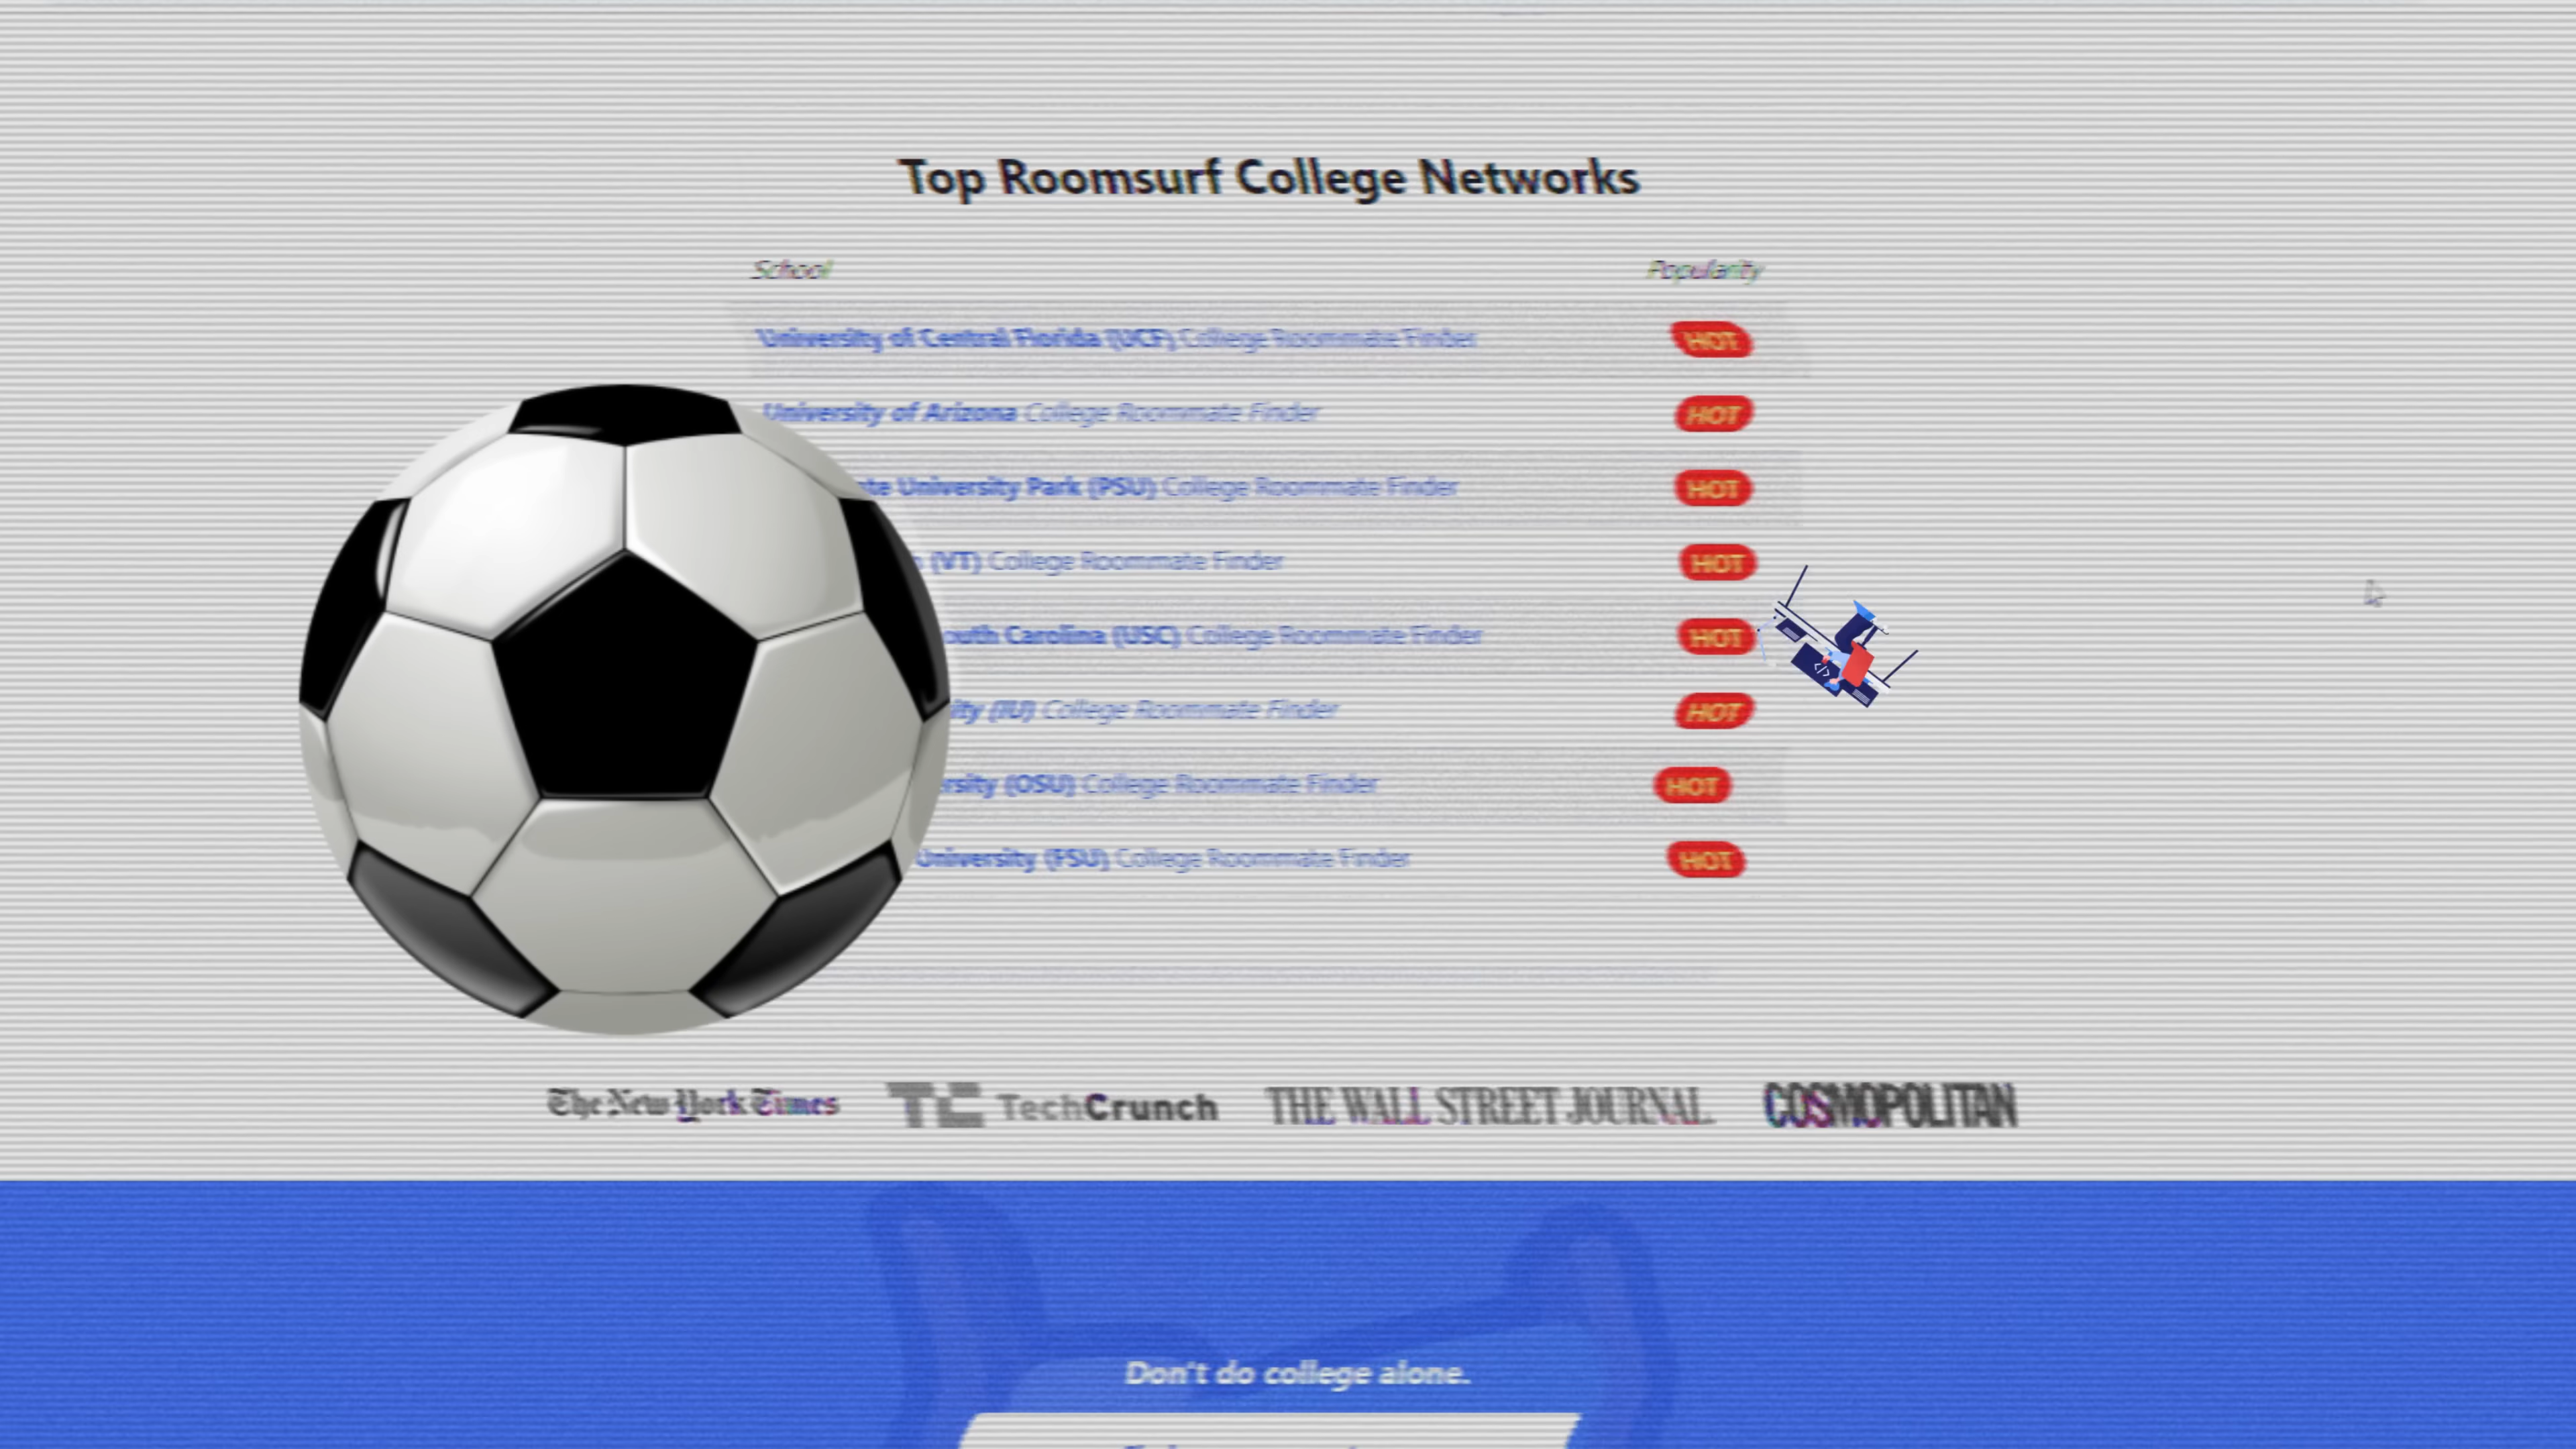 Top Roomsurf College Networks
School Popularity
University of Central Florida (UCF) College Roommate Finder HOT
University of Arizona College Roommate Finder HOT
University Park (PSU) College Roommate Finder HOT
(VT) College Roommate Finder HOT
Carolina (USC) College Roommate Finder HOT
(IU) College Roommate Finder HOT
(OSU) College Roommate Finder HOT
University (FSU) College Roommate Finder HOT
The New York Times TC TechCrunch THE WALL STREET JOURNAL COSMOPOLITAN
</>
Don't do college alone.